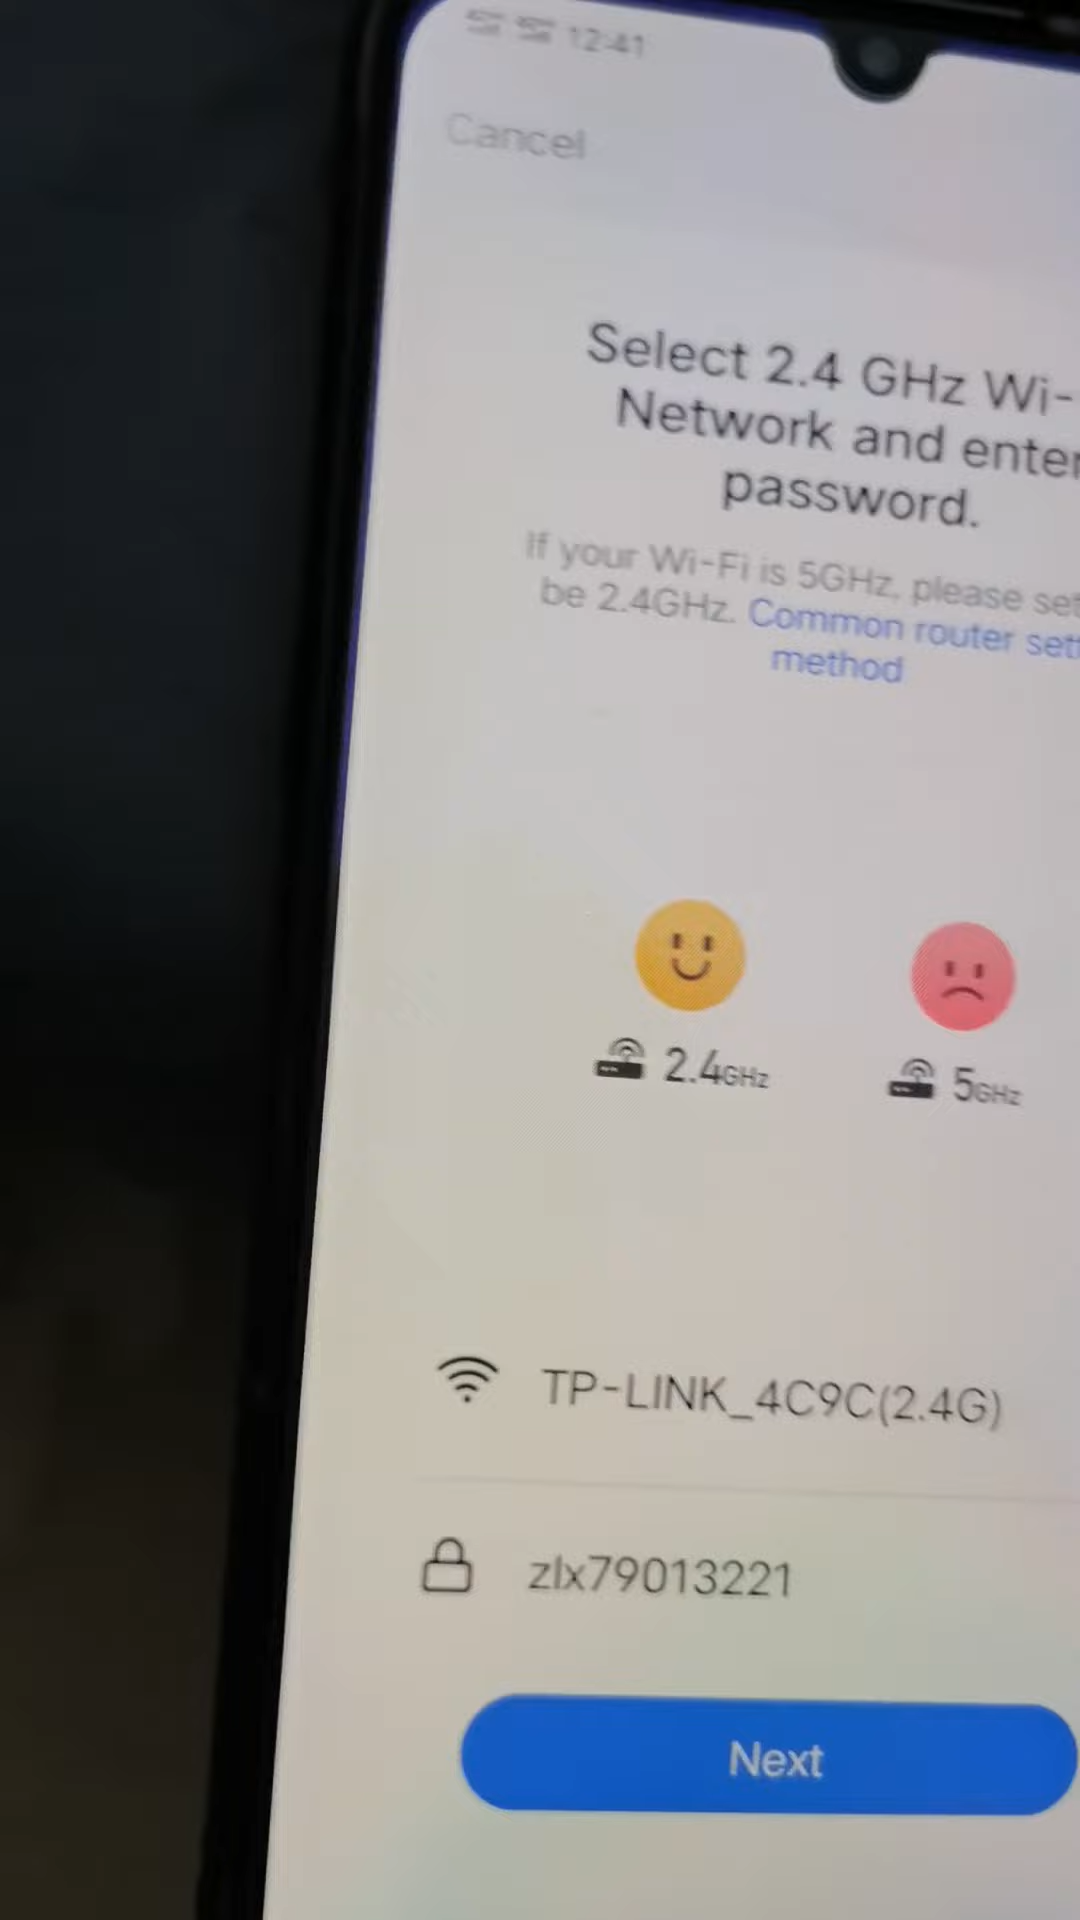 12:41
Cancel
Select 2.4 GHz Wi-
Network and enter
password.
If your Wi-Fi is 5GHz, please set
be 2.4GHz. Common router sett
method
2.4GHz
5GHz
TP-LINK_4C9C(2.4G)
zlx79013221
Next